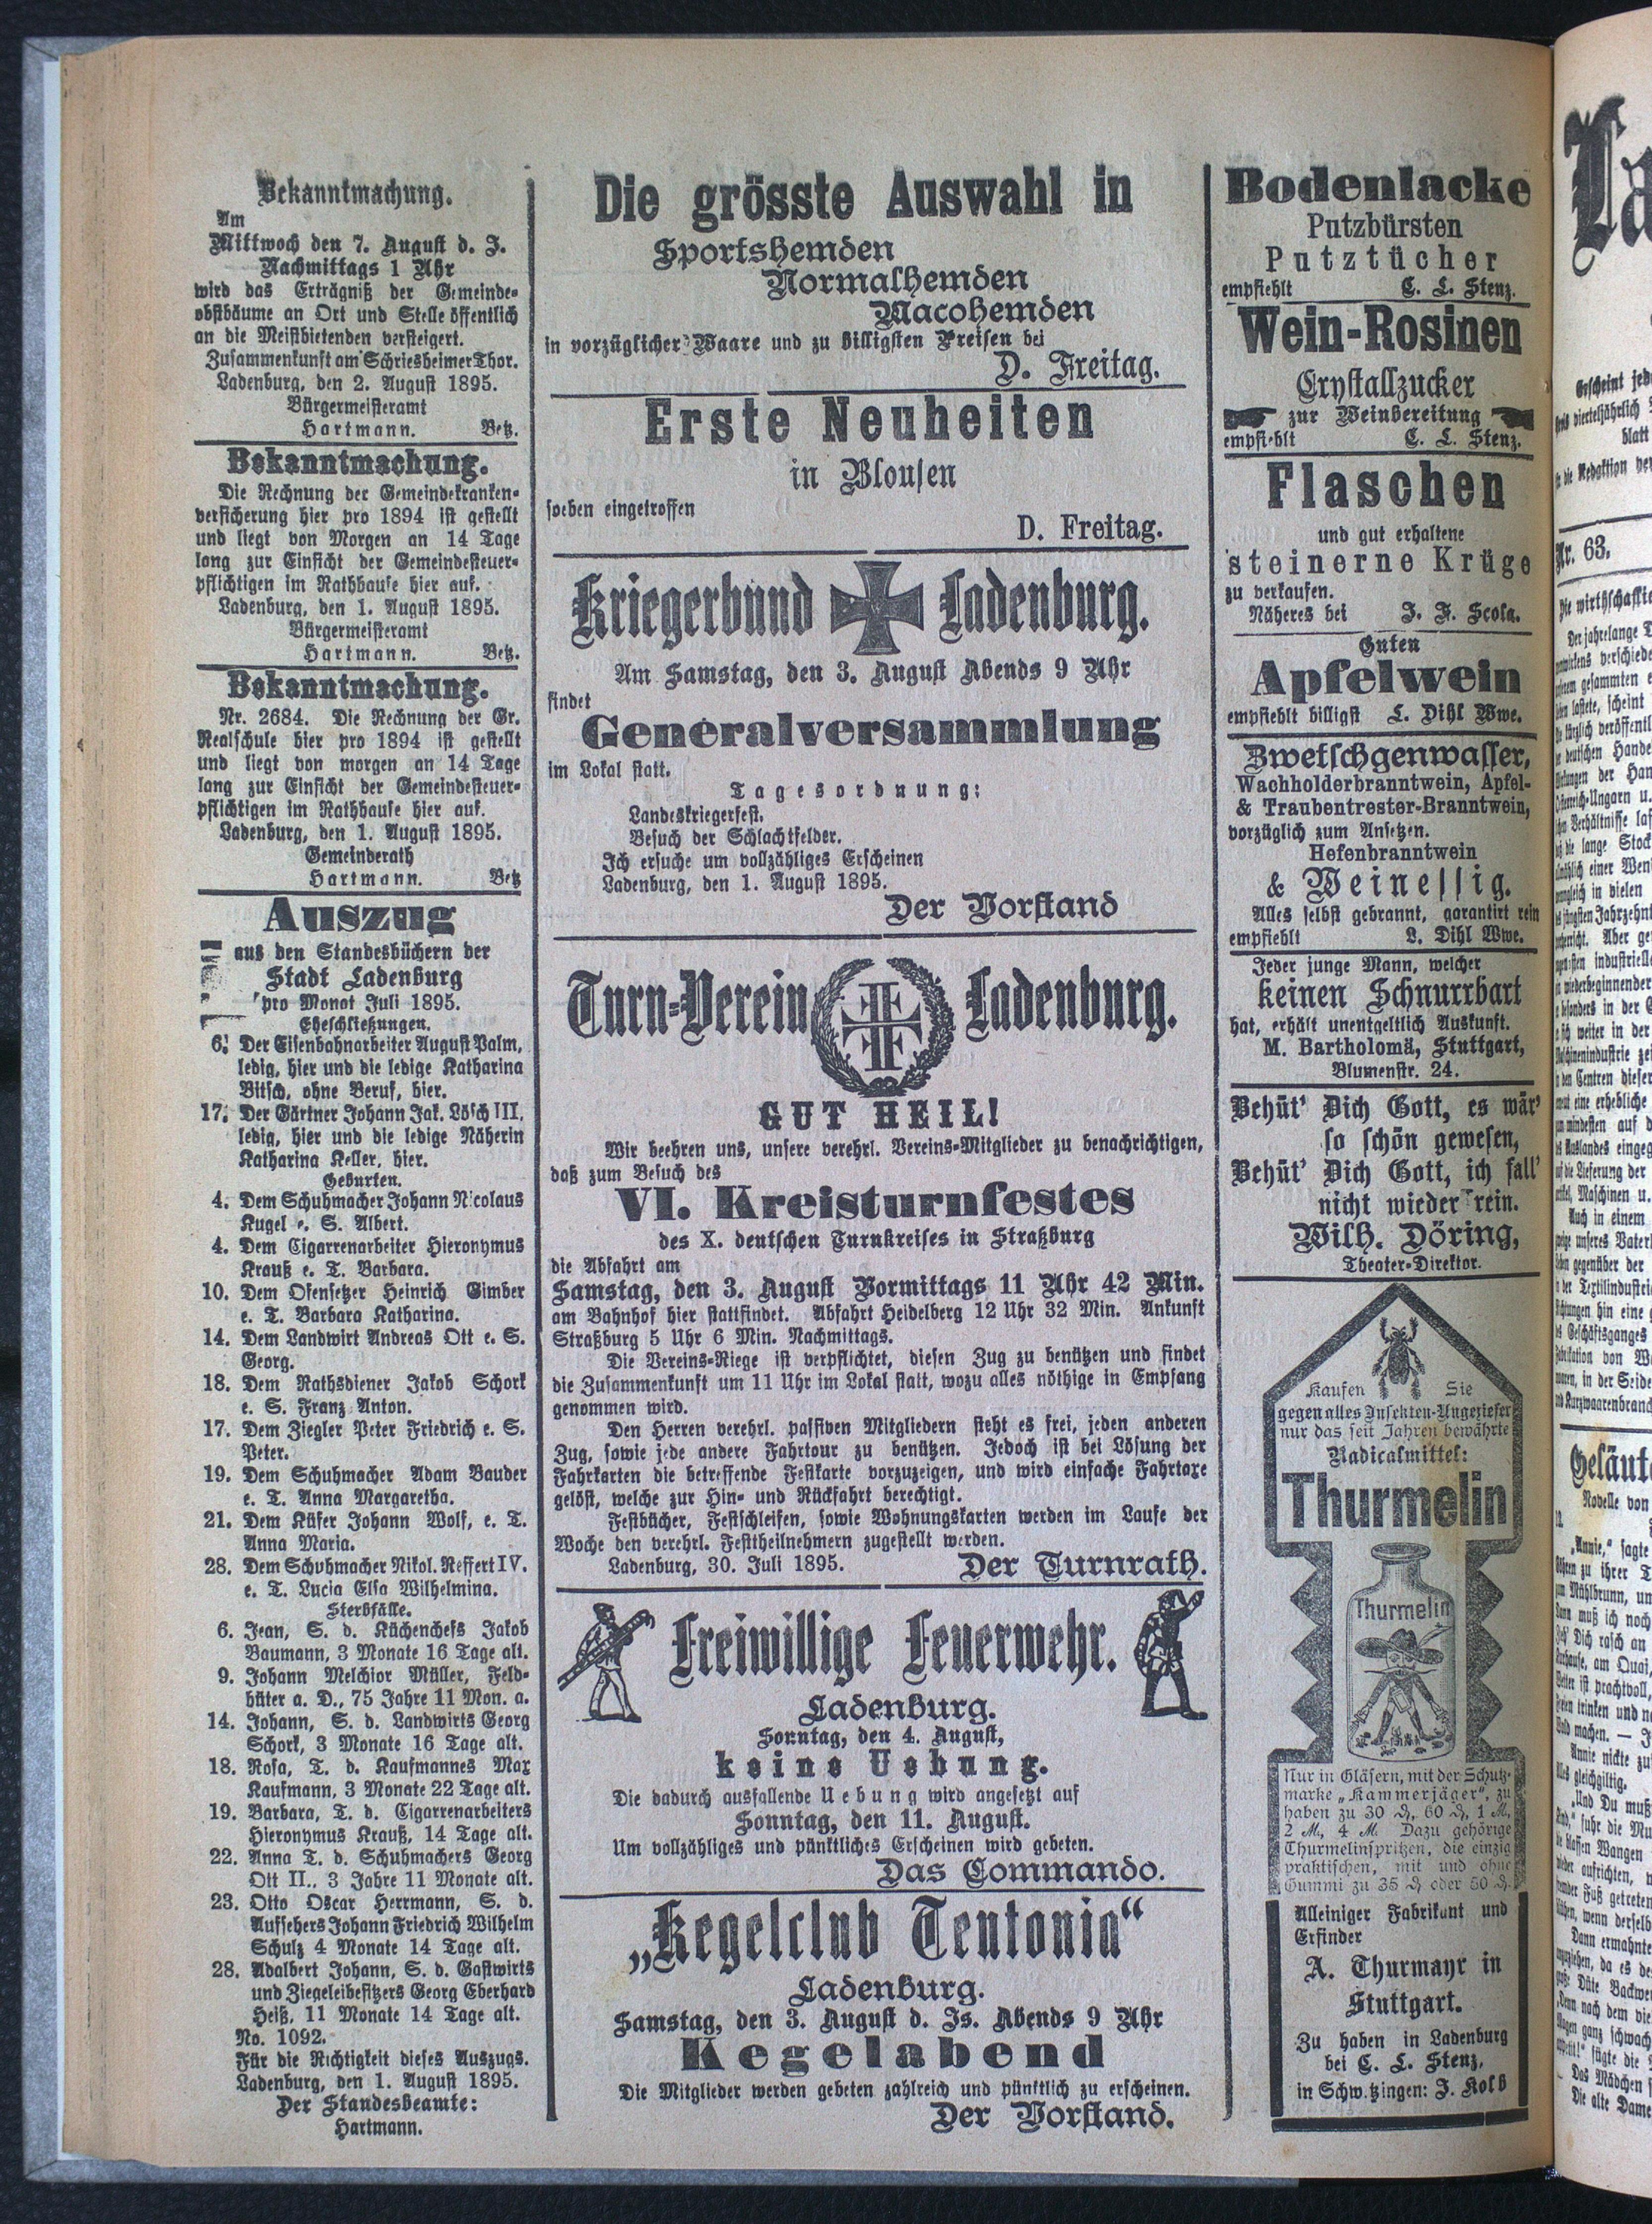 Bekanntmachung.
Am
Mittwoch den 7. August d. J.
Nachmittags 1 Uhr
wird das Erträgniß der Gemeinde-
obstbäume an Ort und Stelle öffentlich
an die Meistbietenden versteigert.
Zusammenkunft am Schriesheimer Thor.
Ladenburg, den 2. August 1895.
Bürgermeisteramt
Hartmann. Betz.
Bekanntmachung.
Die Rechnung der Gemeindekranken-
versicherung hier pro 1894 ist gestellt
und liegt von Morgen an 14 Tage
lang zur Einsicht der Gemeindesteuer-
pflichtigen im Rathhause hier auf.
Ladenburg, den 1. August 1895.
Bürgermeisteramt
Hartmann. Betz.
Bekanntmachung.
Nr. 2684. Die Rechnung der Gr.
Realschule hier pro 1894 ist gestellt
und liegt von morgen an 14 Tage
lang zur Einsicht der Gemeindesteuer-
pflichtigen im Rathhause hier auf.
Ladenburg, den 1. August 1895.
Gemeinderath
Hartmann. Betz
Auszug
aus den Standesbüchern der
Stadt Ladenburg
pro Monat Juli 1895.
Eheschließungen.
6. Der Eisenbahnarbeiter August Palm,
ledig, hier und die ledige Katharina
Bitsch, ohne Beruf, hier.
17. Der Gärtner Johann Jak. Lösch III,
ledig, hier und die ledige Näherin
Katharina Keller, hier.
Geburten.
4. Dem Schuhmacher Johann Nicolaus
Kugel e. S. Albert.
4. Dem Cigarrenarbeiter Hieronymus
Krauß e. T. Barbara.
10. Dem Ofensetzer Heinrich Gimber
e. T. Barbara Katharina.
14. Dem Landwirt Andreas Ott e. S.
Georg.
18. Dem Rathsdiener Jakob Schork
e. S. Franz Anton.
17. Dem Ziegler Peter Friedrich e. S.
Peter.
19. Dem Schuhmacher Adam Bauder
e. T. Anna Margaretha.
21. Dem Küfer Johann Wolf, e. T.
Anna Maria.
28. Dem Schuhmacher Nikol. Reffert IV.
e. T. Lucia Elsa Wilhelmina.
Sterbfälle.
6. Jean, S. d. Küchenchefs Jakob
Baumann, 3 Monate 16 Tage alt.
9. Johann Melchior Müller, Feld-
hüter a. D., 75 Jahre 11 Mon. a.
14. Johann, S. d. Landwirts Georg
Schork, 3 Monate 16 Tage alt.
18. Rosa, T. d. Kaufmannes Max
Kaufmann, 3 Monate 22 Tage alt.
19. Barbara, T. d. Cigarrenarbeiters
Hieronymus Krauß, 14 Tage alt.
22. Anna T. d. Schuhmachers Georg
Ott II., 3 Jahre 11 Monate alt.
23. Otto Oscar Herrmann, S. d.
Aufsehers Johann Friedrich Wilhelm
Schulz 4 Monate 14 Tage alt.
28. Adalbert Johann, S. d. Gastwirts
und Ziegeleibesitzers Georg Eberhard
Heiß, 11 Monate 14 Tage alt.
No. 1092.
Für die Richtigkeit dieses Auszugs.
Ladenburg, den 1. August 1895.
Der Standesbeamte:
Hartmann.
Die grösste Auswahl in
Sportshemden
Normalhemden
Macohemden
in vorzüglicher Waare und zu billigsten Preisen bei
D. Freitag.
Erste Neuheiten
in Blousen
soeben eingetroffen
D. Freitag.
Kriegerbund Ladenburg.
Am Samstag, den 3. August Abends 9 Uhr
findet
Generalversammlung
im Lokal statt.
Tagesordnung:
Landeskriegerfest.
Besuch der Schlachtfelder.
Ich ersuche um vollzähliges Erscheinen
Ladenburg, den 1. August 1895.
Der Vorstand
Turn-Verein Ladenburg.
GUT HEIL!
Wir beehren uns, unsere verehrl. Vereins-Mitglieder zu benachrichtigen,
daß zum Besuch des
VI. Kreisturnfestes
des X. deutschen Turnkreises in Straßburg
die Abfahrt am
Samstag, den 3. August Vormittags 11 Uhr 42 Min.
am Bahnhof hier stattfindet. Abfahrt Heidelberg 12 Uhr 32 Min. Ankunft
Straßburg 5 Uhr 6 Min. Nachmittags.
Die Vereins-Riege ist verpflichtet, diesen Zug zu benützen und findet
die Zusammenkunft um 11 Uhr im Lokal statt, wozu alles nöthige in Empfang
genommen wird.
Den Herren verehrl. passiven Mitgliedern steht es frei, jeden anderen
Zug, sowie jede andere Fahrtour zu benützen. Jedoch ist bei Lösung der
Fahrkarten die betreffende Festkarte vorzuzeigen, und wird einfache Fahrtaxe
gelöst, welche zur Hin- und Rückfahrt berechtigt.
Festbücher, Festschleifen, sowie Wohnungskarten werden im Laufe der
Woche den verehrl. Festtheilnehmern zugestellt werden.
Ladenburg, 30. Juli 1895. Der Turnrath.
Freiwillige Feuerwehr.
Ladenburg.
Sonntag, den 4. August,
keine Uebung.
Die dadurch ausfallende Uebung wird angesetzt auf
Sonntag, den 11. August.
Um vollzähliges und pünktliches Erscheinen wird gebeten.
Das Commando.
„Kegelclub Teutonia“
Ladenburg.
Samstag, den 3. August d. Js. Abends 9 Uhr
Kegelabend
Die Mitglieder werden gebeten zahlreich und pünktlich zu erscheinen.
Der Vorstand.
Bodenlacke
Putzbürsten
Putztücher
empfiehlt C. L. Stenz.
Wein-Rosinen
Crystallzucker
zur Weinbereitung
empfiehlt C. L. Stenz.
Flaschen
und gut erhaltene
steinerne Krüge
zu verkaufen.
Näheres bei J. F. Scola.
Guten
Apfelwein
empfiehlt billigst L. Dihl Wwe.
Zwetschgenwasser,
Wachholderbranntwein, Apfel-
& Traubentrester-Branntwein,
vorzüglich zum Ansetzen.
Hefenbranntwein
& Weinessig.
Alles selbst gebrannt, garantirt rein
empfiehlt L. Dihl Wwe.
Jeder junge Mann, welcher
keinen Schnurrbart
hat, erhält unentgeltlich Auskunft.
M. Bartholomä, Stuttgart,
Blumenstr. 24.
Behüt' Dich Gott, es wär'
so schön gewesen,
Behüt' Dich Gott, ich fall'
nicht wieder rein.
Wilh. Döring,
Theater-Direktor.
Kaufen Sie
gegen alles Insekten-Ungeziefer
nur das seit Jahren bewährte
Radicalmittel:
Thurmelin
Thurmelin
Nur in Gläsern, mit der Schutz-
marke „Kammerjäger“, zu
haben zu 30 ₰, 60 ₰, 1 M.,
2 M., 4 M. Dazu gehörige
Thurmelinspritzen, die einzig
praktischen, mit und ohne
Gummi zu 35 ₰ oder 50 ₰.
Alleiniger Fabrikant und
Erfinder
A. Thurmayr in
Stuttgart.
Zu haben in Ladenburg
bei C. L. Stenz,
in Schwetzingen: J. Kolb
La
Erscheint
Nr. 63.